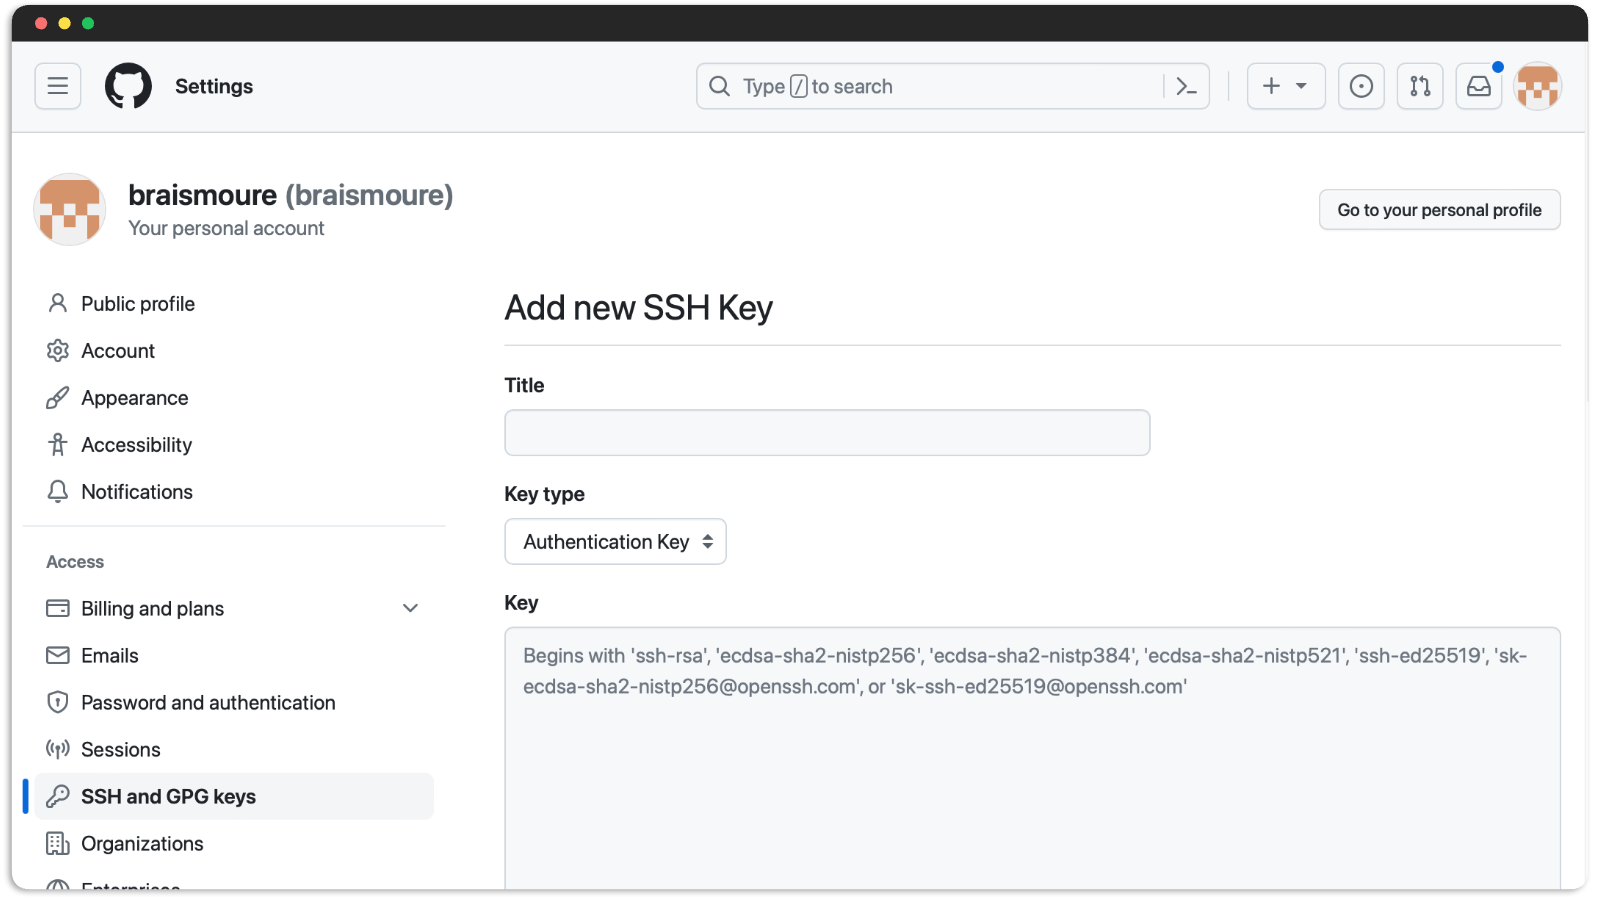 Settings
Type / to search
braismoure (braismoure)
Your personal account
Go to your personal profile
Public profile
Account
Appearance
Accessibility
Notifications
Access
Billing and plans
Emails
Password and authentication
Sessions
SSH and GPG keys
Organizations
Enterprises
Add new SSH Key
Title
Key type
Authentication Key
Key
Begins with 'ssh-rsa', 'ecdsa-sha2-nistp256', 'ecdsa-sha2-nistp384', 'ecdsa-sha2-nistp521', 'ssh-ed25519', 'sk-
ecdsa-sha2-nistp256@openssh.com', or 'sk-ssh-ed25519@openssh.com'